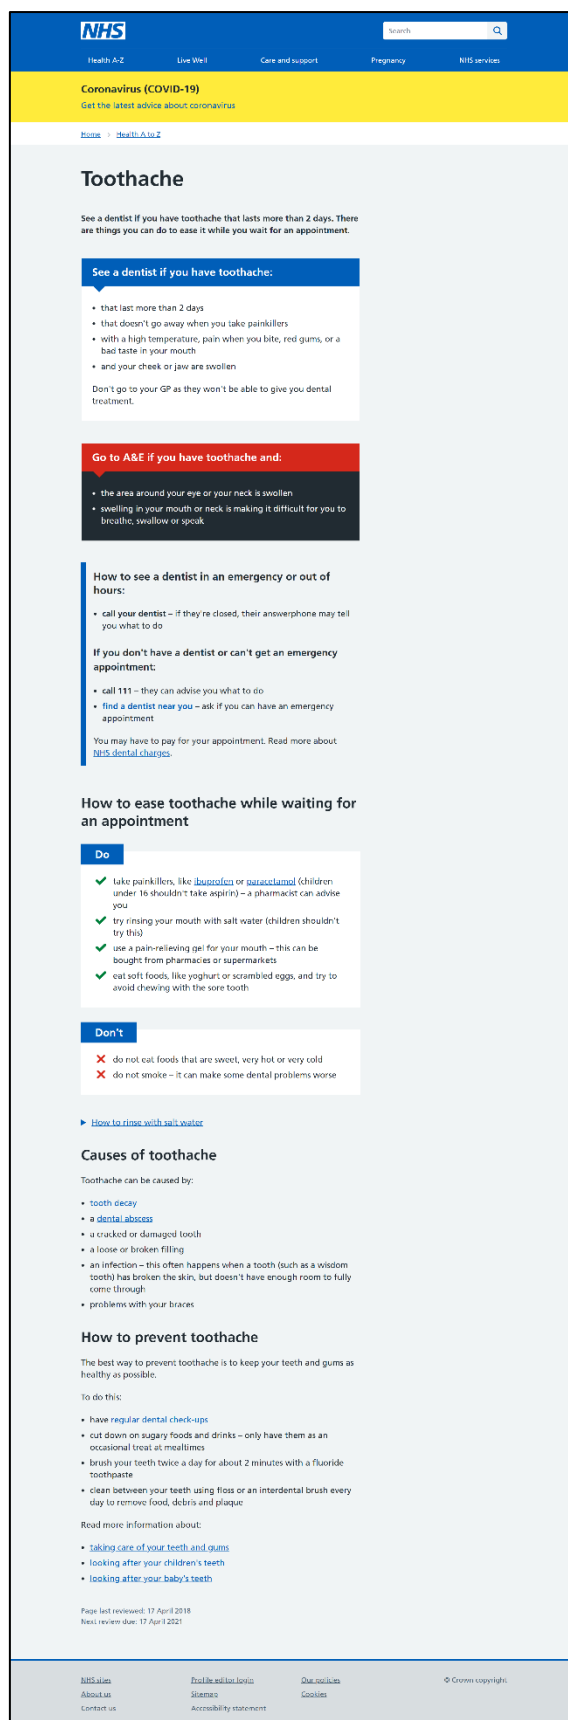 NHS
Search
Health A-Z
Live Well
Care and support
Pregnancy
NHS services
Coronavirus (COVID-19)
Get the latest advice about coronavirus
Home > Health A to Z
Toothache
See a dentist if you have toothache that lasts more than 2 days. There
are things you can do to ease it while you wait for an appointment.
See a dentist if you have toothache:
• that last more than 2 days
• that doesn't go away when you take painkillers
• with a high temperature, pain when you bite, red gums, or a
bad taste in your mouth
• and your cheek or jaw are swollen
Don't go to your GP as they won't be able to give you dental
treatment.
Go to A&E if you have toothache and:
• the area around your eye or your neck is swollen
• swelling in your mouth or neck is making it difficult for you to
breathe, swallow or speak
How to see a dentist in an emergency or out of
hours:
• call your dentist – if they're closed, their answerphone may tell
you what to do
If you don't have a dentist or can't get an emergency
appointment:
• call 111 – they can advise you what to do
• find a dentist near you – ask if you can have an emergency
appointment
You may have to pay for your appointment. Read more about
NHS dental charges.
How to ease toothache while waiting for
an appointment
Do
take painkillers, like ibuprofen or paracetamol (children
under 16 shouldn't take aspirin) – a pharmacist can advise
you
try rinsing your mouth with salt water (children shouldn't
try this)
use a pain-relieving gel for your mouth – this can be
bought from pharmacies or supermarkets
eat soft foods, like yoghurt or scrambled eggs, and try to
avoid chewing with the sore tooth
Don't
do not eat foods that are sweet, very hot or very cold
do not smoke – it can make some dental problems worse
How to rinse with salt water
Causes of toothache
Toothache can be caused by:
• tooth decay
• a dental abscess
• a cracked or damaged tooth
• a loose or broken filling
• an infection – this often happens when a tooth (such as a wisdom
tooth) has broken the skin, but doesn't have enough room to fully
come through
• problems with your braces
How to prevent toothache
The best way to prevent toothache is to keep your teeth and gums as
healthy as possible.
To do this:
• have regular dental check-ups
• cut down on sugary foods and drinks – only have them as an
occasional treat at mealtimes
• brush your teeth twice a day for about 2 minutes with a fluoride
toothpaste
• clean between your teeth using floss or an interdental brush every
day to remove food, debris and plaque
Read more information about:
• taking care of your teeth and gums
• looking after your children's teeth
• looking after your baby's teeth
Page last reviewed: 17 April 2018
Next review due: 17 April 2021
NHS sites
About us
Contact us
Profile editor login
Sitemap
Accessibility statement
Our policies
Cookies
© Crown copyright